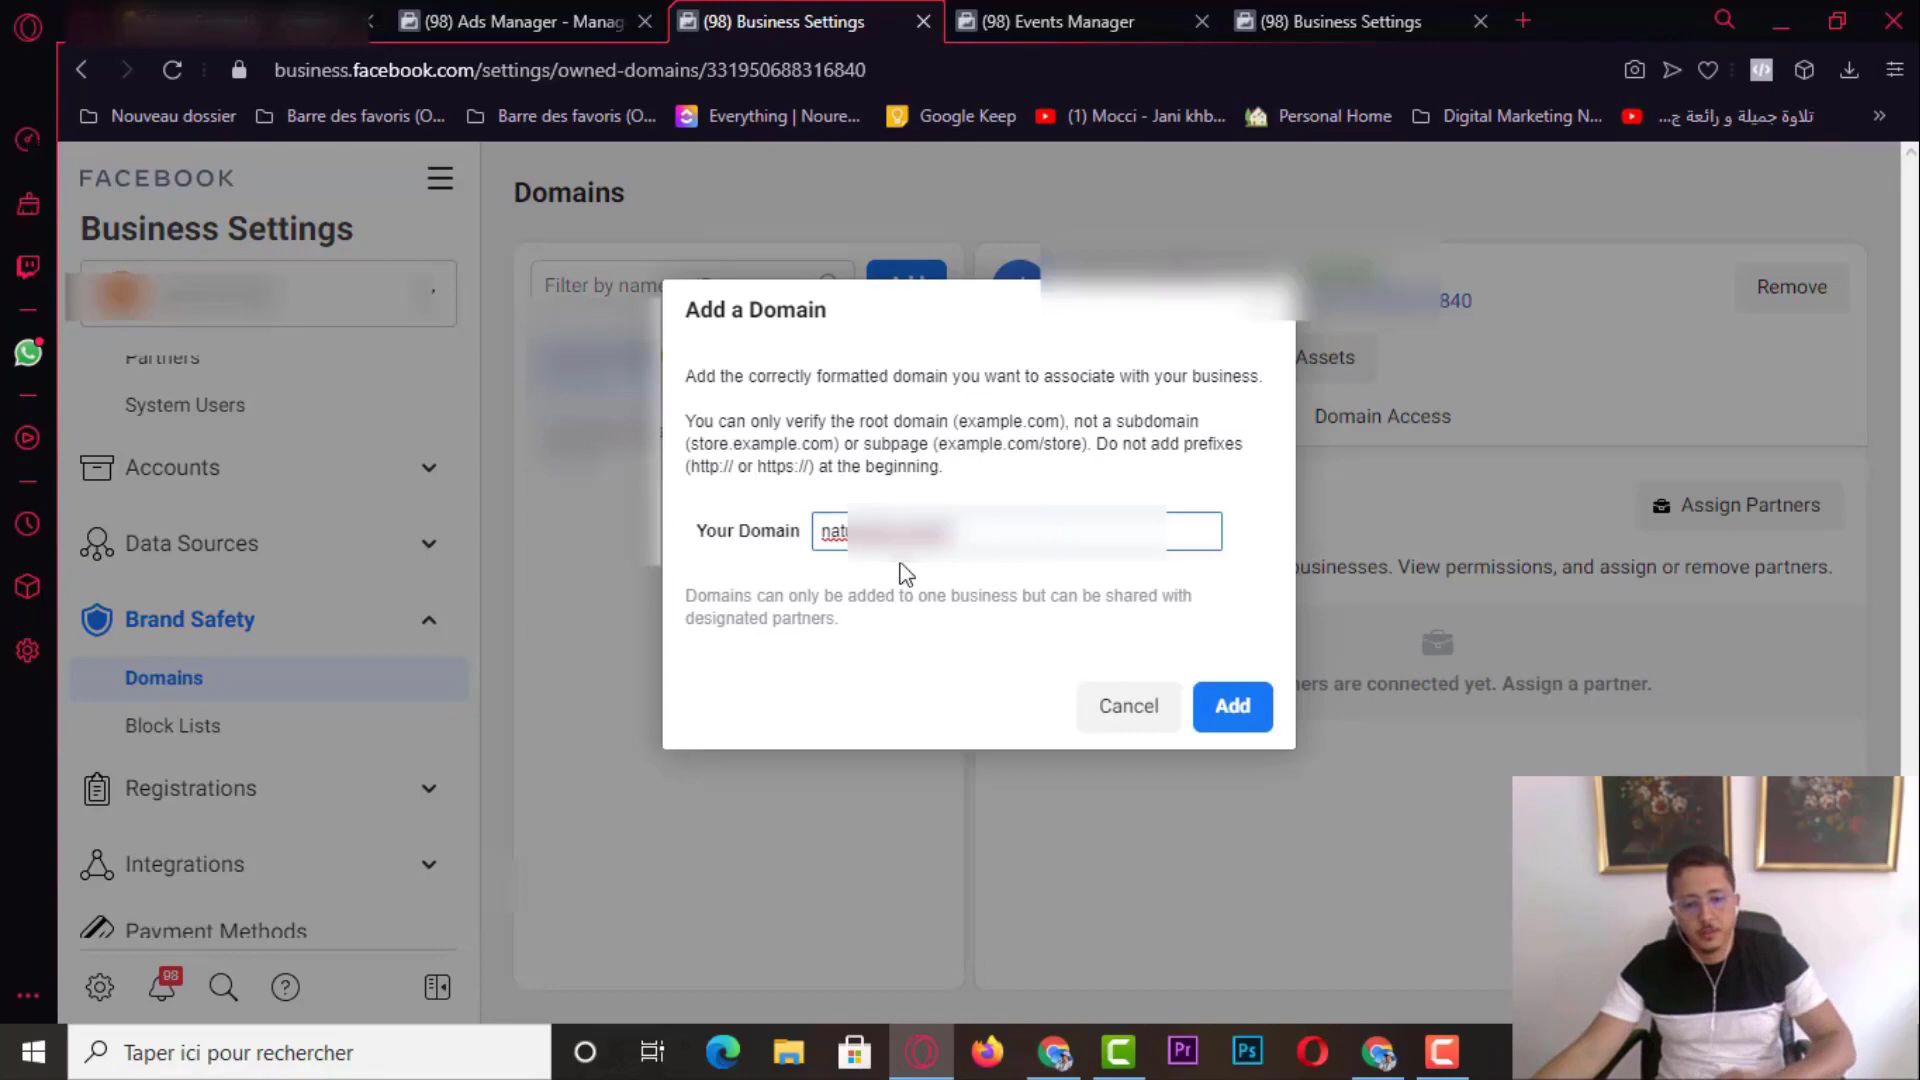 (98) Ads Manager - Manag
(98) Business Settings
(98) Events Manager
(98) Business Settings
business.facebook.com/settings/owned-domains/331950688316840
Nouveau dossier
Barre des favoris (O...
Barre des favoris (O...
Everything | Noure...
Google Keep
(1) Mocci - Jani khb...
Personal Home
Digital Marketing N...
تلاوة جميلة و رائعة ج...
FACEBOOK
Business Settings
Partners
System Users
Accounts
Data Sources
Brand Safety
Domains
Block Lists
Registrations
Integrations
Payment Methods
98
Domains
Filter by name
840
Remove
Assets
Domain Access
Assign Partners
businesses. View permissions, and assign or remove partners.
ers are connected yet. Assign a partner.
Add a Domain
Add the correctly formatted domain you want to associate with your business.
You can only verify the root domain (example.com), not a subdomain
(store.example.com) or subpage (example.com/store). Do not add prefixes
(http:// or https://) at the beginning.
Your Domain
natu
Domains can only be added to one business but can be shared with
designated partners.
Cancel
Add
Taper ici pour rechercher
Pr
Ps